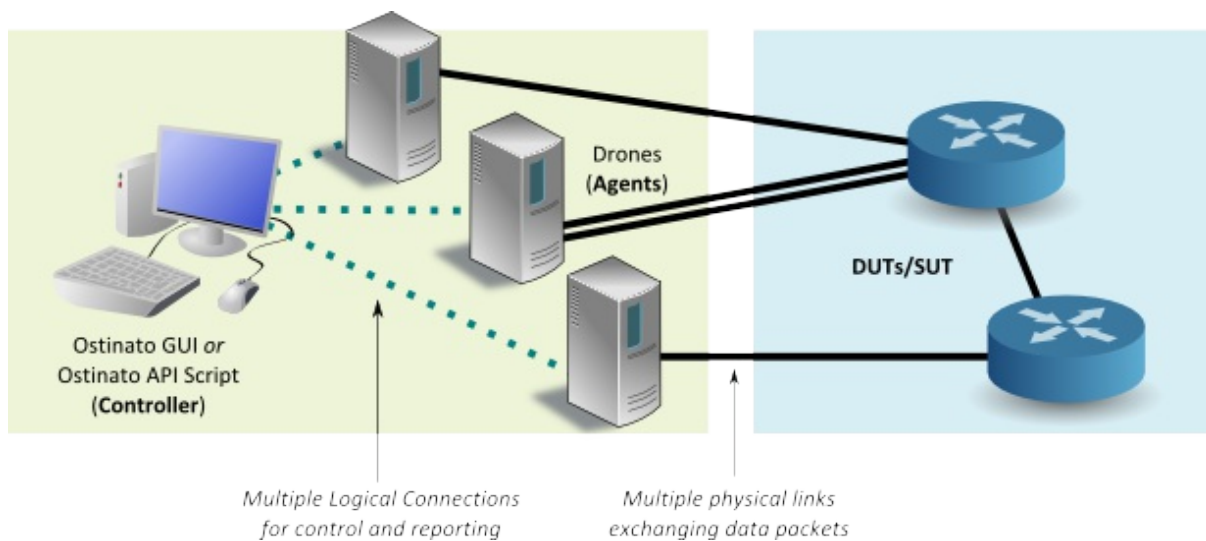 Drones
(Agents)
DUTs/SUT
Ostinato GUI or
Ostinato API Script
(Controller)
Multiple Logical Connections
for control and reporting
Multiple physical links
exchanging data packets